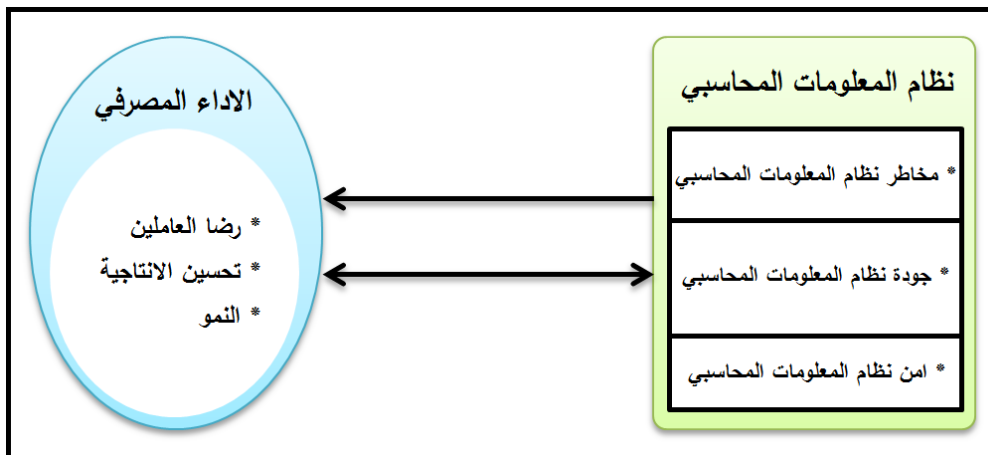 نظام المعلومات المحاسبي
* مخاطر نظام المعلومات المحاسبي
* جودة نظام المعلومات المحاسبي
* امن نظام المعلومات المحاسبي
الاداء المصرفي
* رضا العاملين
* تحسين الانتاجية
* النمو